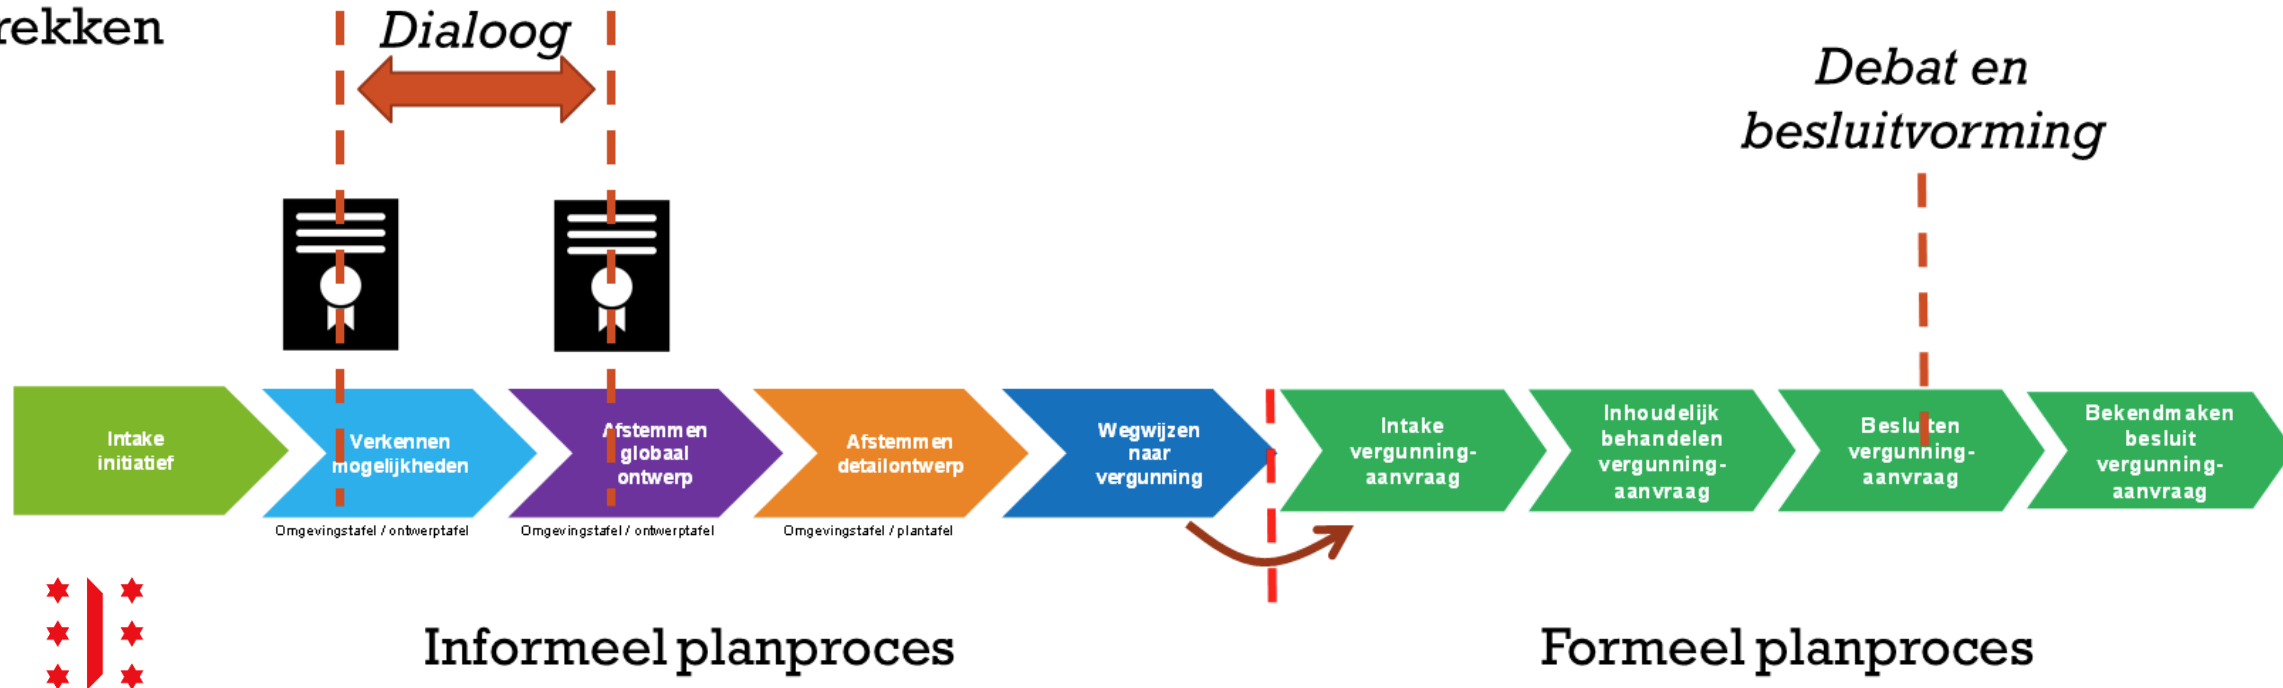 rekken
Dialoog
Debat en
besluitvorming
Intake
initiatief
Verkennen
mogelijkheden
Afstemmen
globaal
ontwerp
Afstemmen
detailontwerp
Wegwijzen
naar
vergunning
Intake
vergunning-
aanvraag
Inhoudelijk
behandelen
vergunning-
aanvraag
Besluiten
vergunning-
aanvraag
Bekendmaken
besluit
vergunning-
aanvraag
Omgevingstafel / ontwerptafel
Omgevingstafel / ontwerptafel
Omgevingstafel / plantafel
Informeel planproces
Formeel planproces